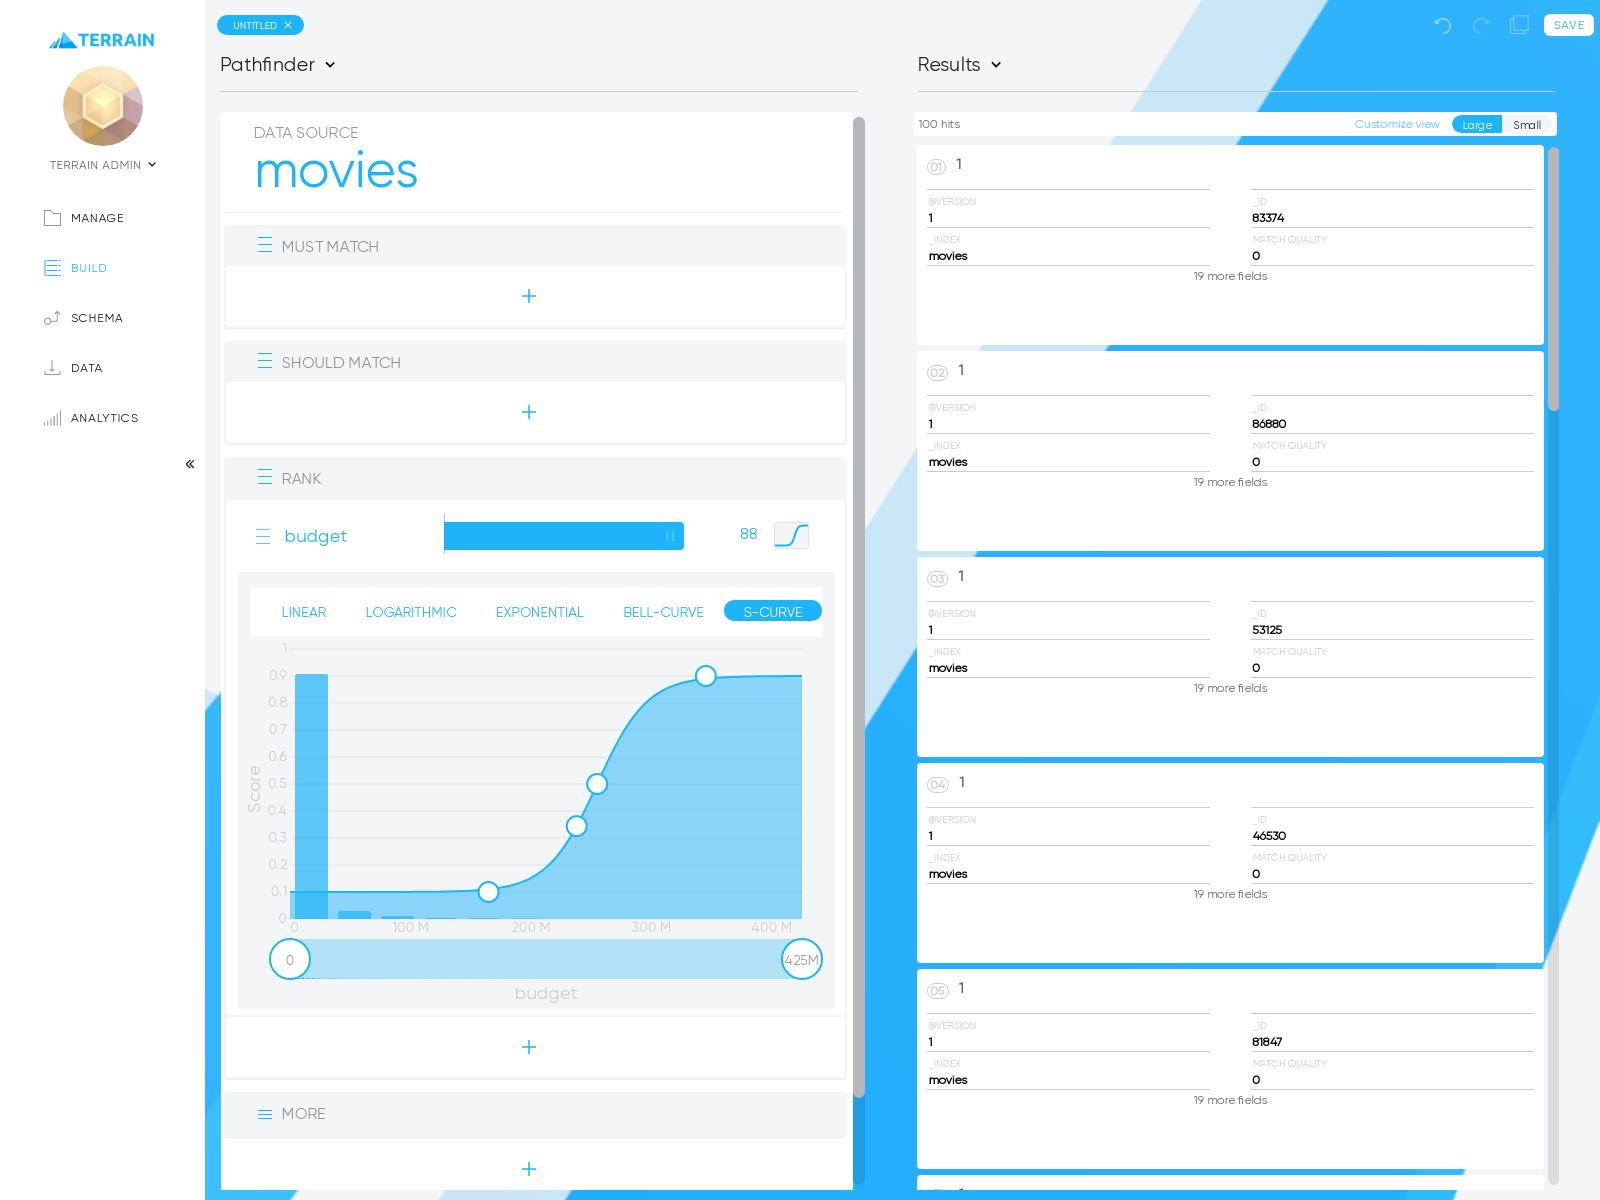 TERRAIN
TERRAIN ADMIN
MANAGE
BUILD
SCHEMA
DATA
ANALYTICS
UNTITLED
Pathfinder
DATA SOURCE
movies
MUST MATCH
+
SHOULD MATCH
+
RANK
budget
88
LINEAR LOGARITHMIC EXPONENTIAL BELL-CURVE S-CURVE
1
0.9
0.8
0.7
0.6
0.5
0.4
0.3
0.2
0.1
0
Score
0 100 M 200 M 300 M 400 M
0 425M
budget
+
MORE
+
SAVE
Results
100 hits Customize view Large Small
01 1
@VERSION _ID
1 83374
_INDEX MATCH QUALITY
movies 0
19 more fields
02 1
@VERSION _ID
1 86880
_INDEX MATCH QUALITY
movies 0
19 more fields
03 1
@VERSION _ID
1 53125
_INDEX MATCH QUALITY
movies 0
19 more fields
04 1
@VERSION _ID
1 46530
_INDEX MATCH QUALITY
movies 0
19 more fields
05 1
@VERSION _ID
1 81847
_INDEX MATCH QUALITY
movies 0
19 more fields